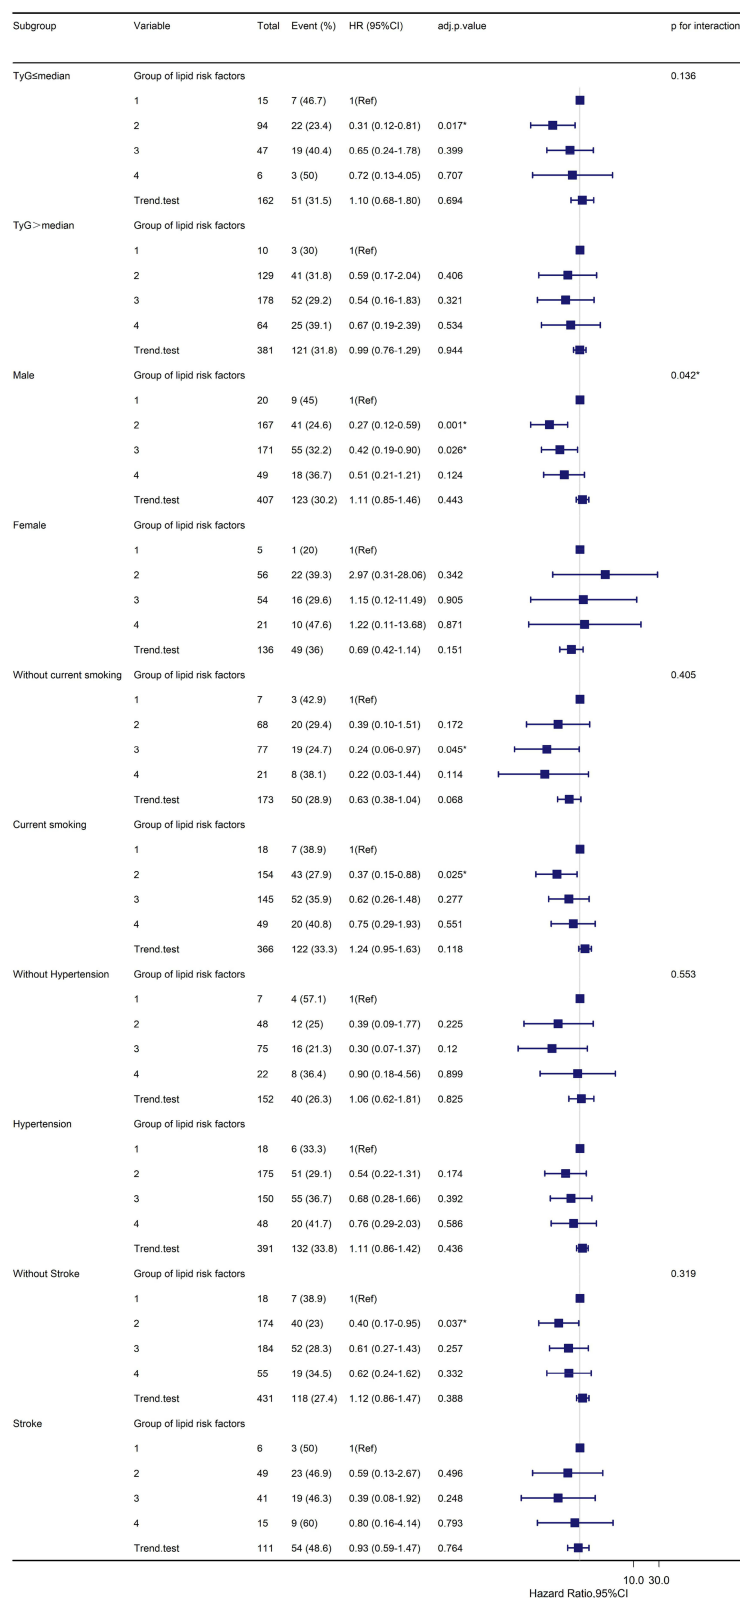 Subgroup Variable Total Event (%) HR (95%CI) adj.p.value p for interaction
TyG≤median Group of lipid risk factors 0.136
1 15 7 (46.7) 1(Ref)
2 94 22 (23.4) 0.31 (0.12-0.81) 0.017*
3 47 19 (40.4) 0.65 (0.24-1.78) 0.399
4 6 3 (50) 0.72 (0.13-4.05) 0.707
Trend.test 162 51 (31.5) 1.10 (0.68-1.80) 0.694
TyG＞median Group of lipid risk factors
1 10 3 (30) 1(Ref)
2 129 41 (31.8) 0.59 (0.17-2.04) 0.406
3 178 52 (29.2) 0.54 (0.16-1.83) 0.321
4 64 25 (39.1) 0.67 (0.19-2.39) 0.534
Trend.test 381 121 (31.8) 0.99 (0.76-1.29) 0.944
Male Group of lipid risk factors 0.042*
1 20 9 (45) 1(Ref)
2 167 41 (24.6) 0.27 (0.12-0.59) 0.001*
3 171 55 (32.2) 0.42 (0.19-0.90) 0.026*
4 49 18 (36.7) 0.51 (0.21-1.21) 0.124
Trend.test 407 123 (30.2) 1.11 (0.85-1.46) 0.443
Female Group of lipid risk factors
1 5 1 (20) 1(Ref)
2 56 22 (39.3) 2.97 (0.31-28.06) 0.342
3 54 16 (29.6) 1.15 (0.12-11.49) 0.905
4 21 10 (47.6) 1.22 (0.11-13.68) 0.871
Trend.test 136 49 (36) 0.69 (0.42-1.14) 0.151
Without current smoking Group of lipid risk factors 0.405
1 7 3 (42.9) 1(Ref)
2 68 20 (29.4) 0.39 (0.10-1.51) 0.172
3 77 19 (24.7) 0.24 (0.06-0.97) 0.045*
4 21 8 (38.1) 0.22 (0.03-1.44) 0.114
Trend.test 173 50 (28.9) 0.63 (0.38-1.04) 0.068
Current smoking Group of lipid risk factors
1 18 7 (38.9) 1(Ref)
2 154 43 (27.9) 0.37 (0.15-0.88) 0.025*
3 145 52 (35.9) 0.62 (0.26-1.48) 0.277
4 49 20 (40.8) 0.75 (0.29-1.93) 0.551
Trend.test 366 122 (33.3) 1.24 (0.95-1.63) 0.118
Without Hypertension Group of lipid risk factors 0.553
1 7 4 (57.1) 1(Ref)
2 48 12 (25) 0.39 (0.09-1.77) 0.225
3 75 16 (21.3) 0.30 (0.07-1.37) 0.12
4 22 8 (36.4) 0.90 (0.18-4.56) 0.899
Trend.test 152 40 (26.3) 1.06 (0.62-1.81) 0.825
Hypertension Group of lipid risk factors
1 18 6 (33.3) 1(Ref)
2 175 51 (29.1) 0.54 (0.22-1.31) 0.174
3 150 55 (36.7) 0.68 (0.28-1.66) 0.392
4 48 20 (41.7) 0.76 (0.29-2.03) 0.586
Trend.test 391 132 (33.8) 1.11 (0.86-1.42) 0.436
Without Stroke Group of lipid risk factors 0.319
1 18 7 (38.9) 1(Ref)
2 174 40 (23) 0.40 (0.17-0.95) 0.037*
3 184 52 (28.3) 0.61 (0.27-1.43) 0.257
4 55 19 (34.5) 0.62 (0.24-1.62) 0.332
Trend.test 431 118 (27.4) 1.12 (0.86-1.47) 0.388
Stroke Group of lipid risk factors
1 6 3 (50) 1(Ref)
2 49 23 (46.9) 0.59 (0.13-2.67) 0.496
3 41 19 (46.3) 0.39 (0.08-1.92) 0.248
4 15 9 (60) 0.80 (0.16-4.14) 0.793
Trend.test 111 54 (48.6) 0.93 (0.59-1.47) 0.764
10.0 30.0
Hazard Ratio,95%CI